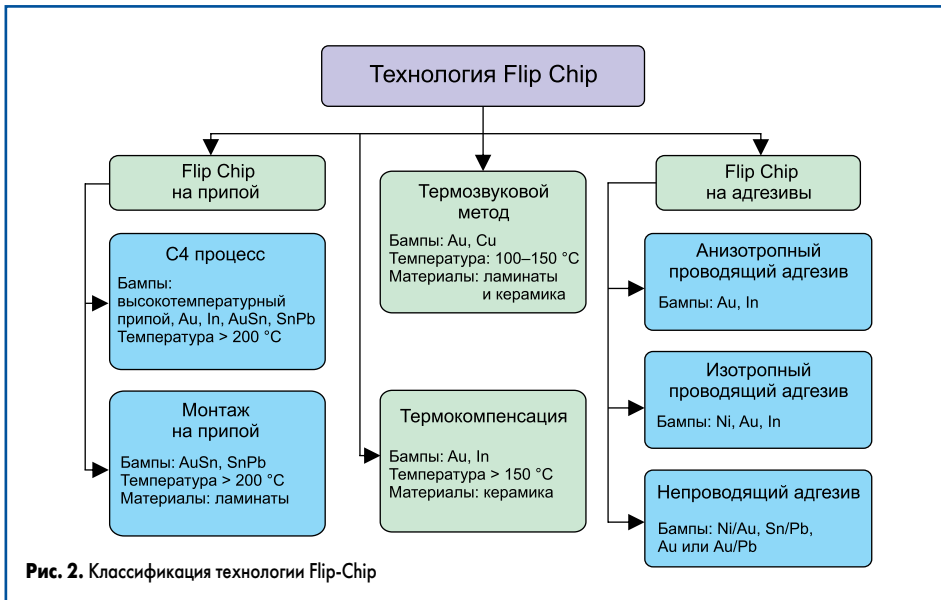 Технология Flip Chip
Flip Chip
на припой
С4 процесс
Бампы:
высокотемпературный
припой, Au, In, AuSn, SnPb
Температура > 200 °C
Монтаж
на припой
Бампы: AuSn, SnPb
Температура > 200 °C
Материалы: ламинаты
Термозвуковой
метод
Бампы: Au, Cu
Температура: 100–150 °C
Материалы: ламинаты
и керамика
Термокомпенсация
Бампы: Au, In
Температура > 150 °C
Материалы: керамика
Flip Chip
на адгезивы
Анизотропный
проводящий адгезив
Бампы: Au, In
Изотропный
проводящий адгезив
Бампы: Ni, Au, In
Непроводящий адгезив
Бампы: Ni/Au, Sn/Pb,
Au или Au/Pb
Рис. 2. Классификация технологии Flip-Chip